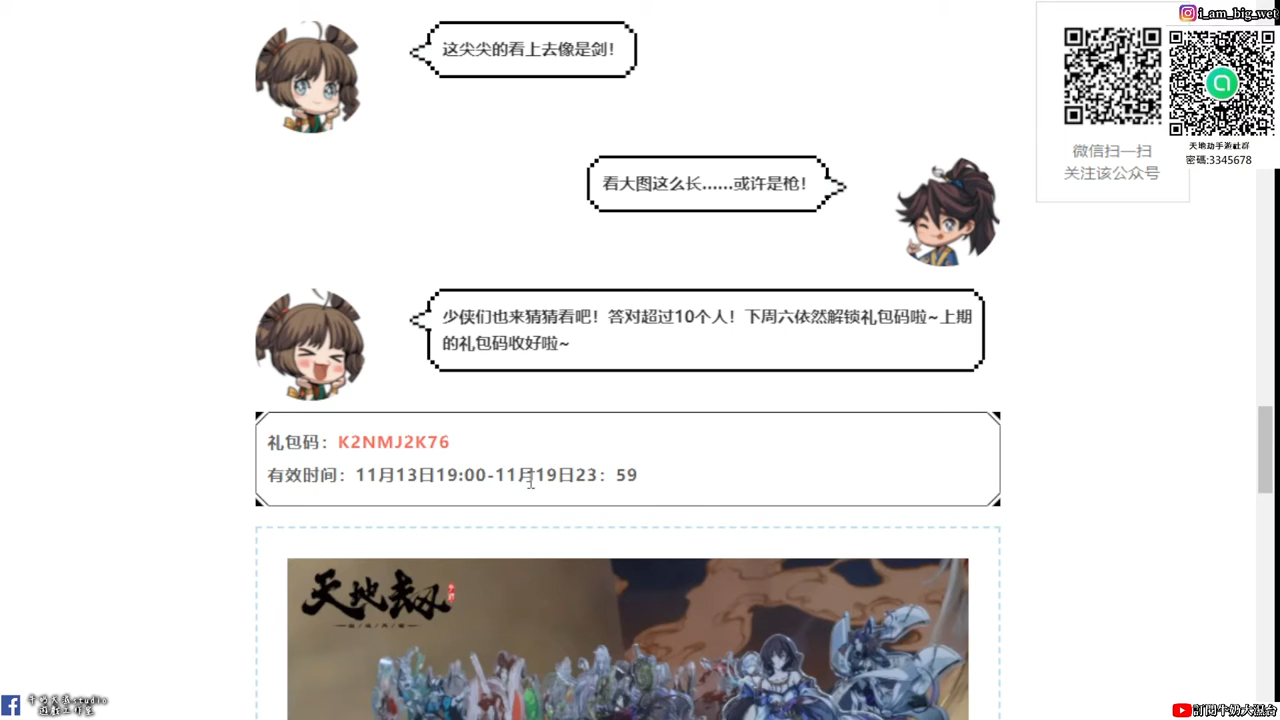 i_am_big_wet
这尖尖的看上去像是剑！
微信扫一扫
关注该公众号
天地劫手游社群
密碼:3345678
看大图这么长……或许是枪！
少侠们也来猜猜看吧！答对超过10个人！下周六依然解锁礼包码啦~上期
的礼包码收好啦~
礼包码：K2NMJ2K76
有效时间：11月13日19:00-11月19日23：59
天地劫
訂閱牛奶大濕台